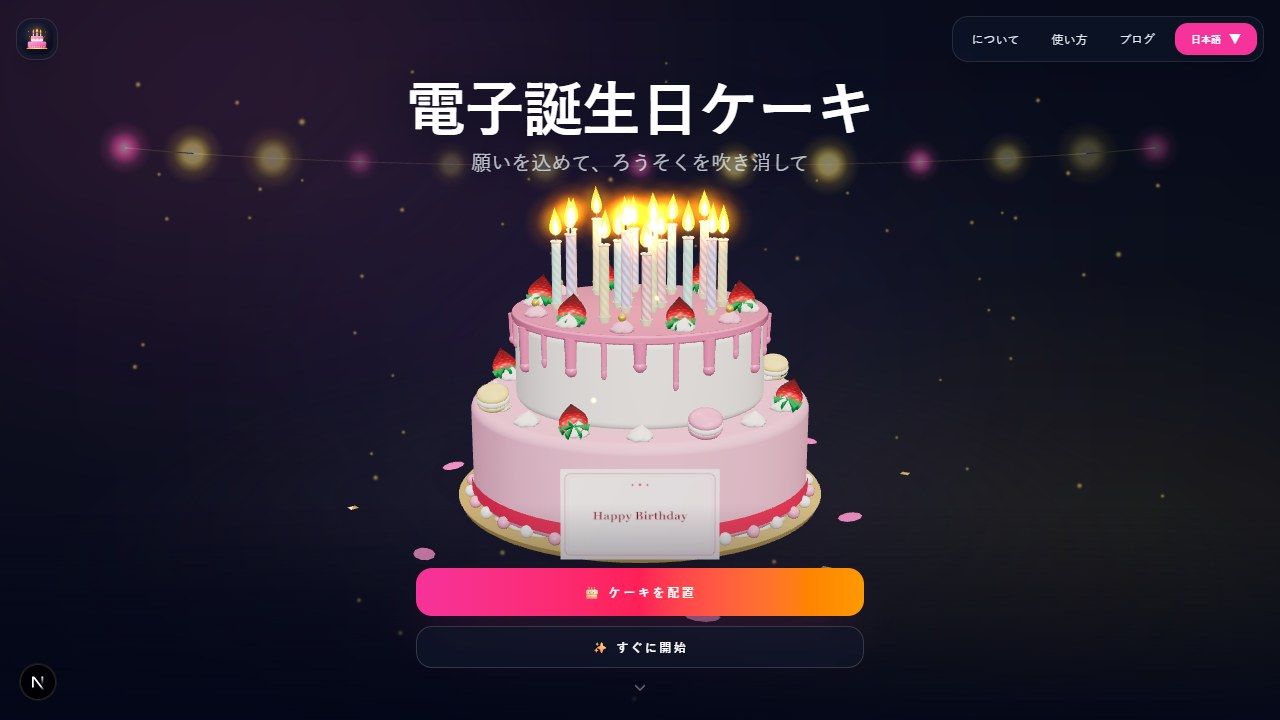 について
使い方
ブログ
日本語 ▼
電子誕生日ケーキ
願いを込めて、ろうそくを吹き消して
Happy Birthday
🎂 ケーキを配置
✨ すぐに開始
N